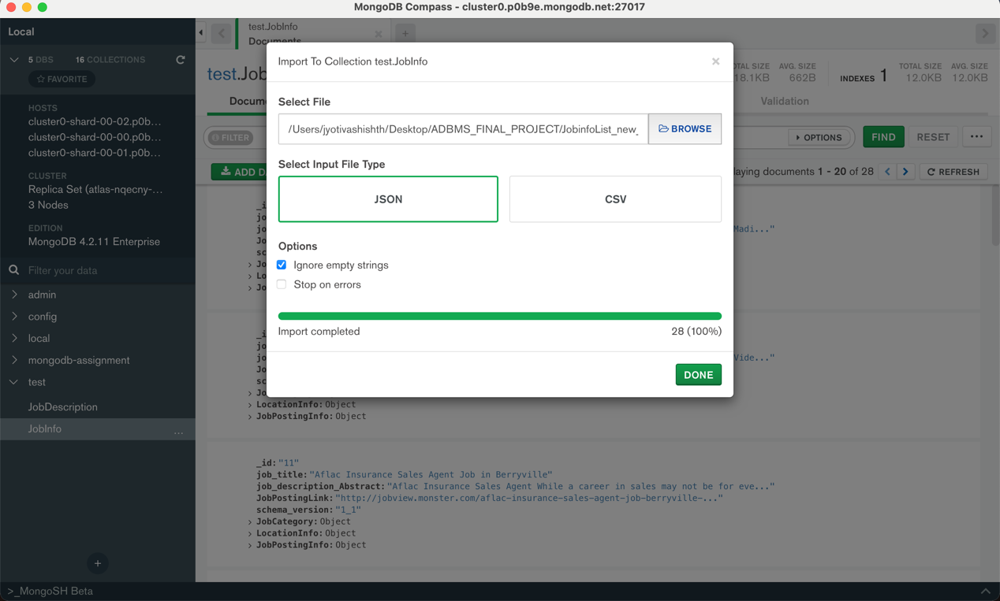 MongoDB Compass - cluster0.p0b9e.mongodb.net:27017
Local
5 DBS 16 COLLECTIONS
FAVORITE
HOSTS
cluster0-shard-00-02.p0b...
cluster0-shard-00-00.p0b...
cluster0-shard-00-01.p0b...
CLUSTER
Replica Set (atlas-nqecny-...
3 Nodes
EDITION
MongoDB 4.2.11 Enterprise
Filter your data
admin
config
local
mongodb-assignment
test
JobDescription
JobInfo ...
>_MongoSH Beta
test.JobInfo
Documents
test.Job
TAL SIZE AVG. SIZE
18.1KB 662B
INDEXES 1
TOTAL SIZE AVG. SIZE
12.0KB 12.0KB
Docum
Validation
FILTER
OPTIONS
FIND
RESET
...
ADD D
laying documents 1 - 20 of 28
REFRESH
Import To Collection test.JobInfo
×
Select File
/Users/jyotivashishth/Desktop/ADBMS_FINAL_PROJECT/JobinfoList_new_
BROWSE
Select Input File Type
JSON
CSV
Options
Ignore empty strings
Stop on errors
Import completed
28 (100%)
DONE
_i
jo
jo
Madi..."
Jo
sc
Jo
Lo
Jo
_i
jo
jo
Vide..."
Jo
sc
Jo
LocationInfo: Object
JobPostingInfo: Object
_id: "11"
job_title: "Aflac Insurance Sales Agent Job in Berryville"
job_description_Abstract: "Aflac Insurance Sales Agent While a career in sales may not be for eve..."
JobPostingLink: "http://jobview.monster.com/aflac-insurance-sales-agent-job-berryville-..."
schema_version: "1_1"
JobCategory: Object
LocationInfo: Object
JobPostingInfo: Object